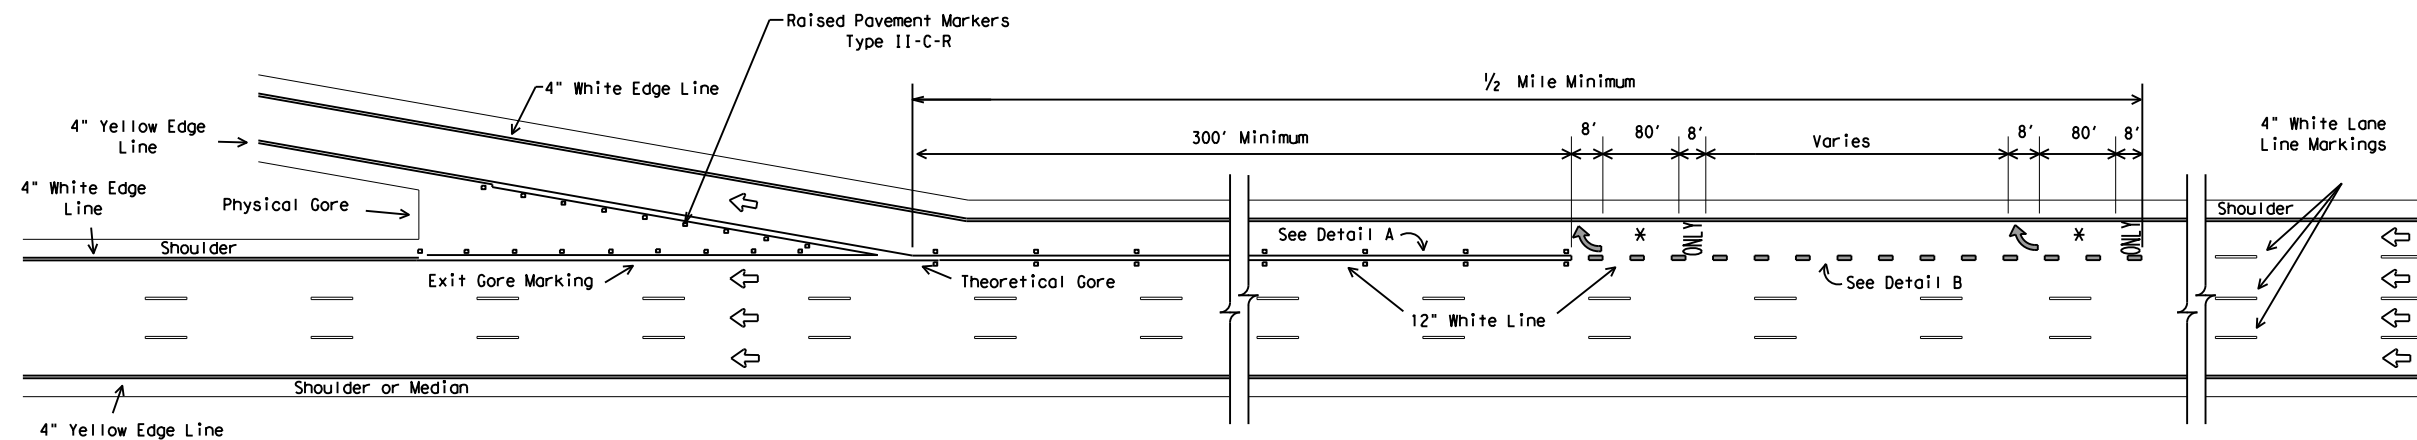 Raised Pavement Markers
Type II-C-R
4" White Edge Line
½ Mile Minimum
4" Yellow Edge
Line
300' Minimum
8'
80'
8'
Varies
8'
80'
8'
4" White Lane
Line Markings
4" White Edge
Line
Physical Gore
Shoulder
Shoulder
See Detail A
*
ONLY
*
ONLY
Exit Gore Marking
Theoretical Gore
See Detail B
12" White Line
Shoulder or Median
4" Yellow Edge Line